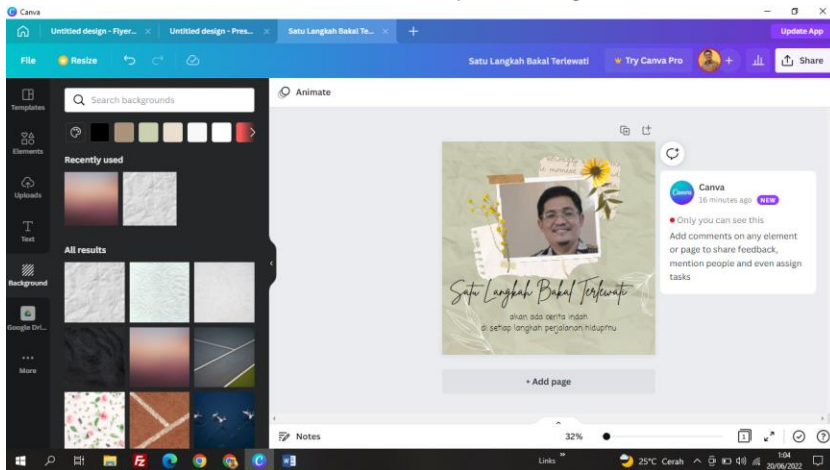 Canva
Untitled design - Flyer...
Untitled design - Pres...
Satu Langkah Bakal Te...
Update App
File
Resize
Satu Langkah Bakal Terlewati
Try Canva Pro
Share
Templates
Elements
Uploads
Text
Background
Google Dri...
More
Search backgrounds
Recently used
All results
Animate
Satu Langkah Bakal Terlewati
akan ada cerita indah
di setiap langkah perjalanan hidupmu
+ Add page
Canva
16 minutes ago NEW
Only you can see this
Add comments on any element
or page to share feedback,
mention people and even assign
tasks
Notes
32%
1
Links
25°C Cerah
1:04
20/06/2022